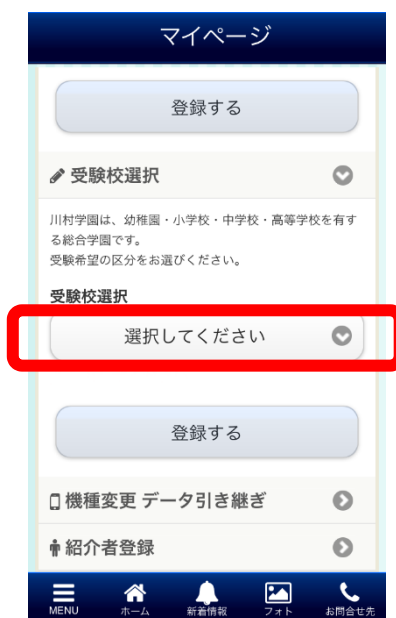 マイページ
登録する
受験校選択
川村学園は、幼稚園・小学校・中学校・高等学校を有す
る総合学園です。
受験希望の区分をお選びください。
受験校選択
選択してください
登録する
機種変更 データ引き継ぎ
紹介者登録
MENU ホーム 新着情報 フォト お問合せ先